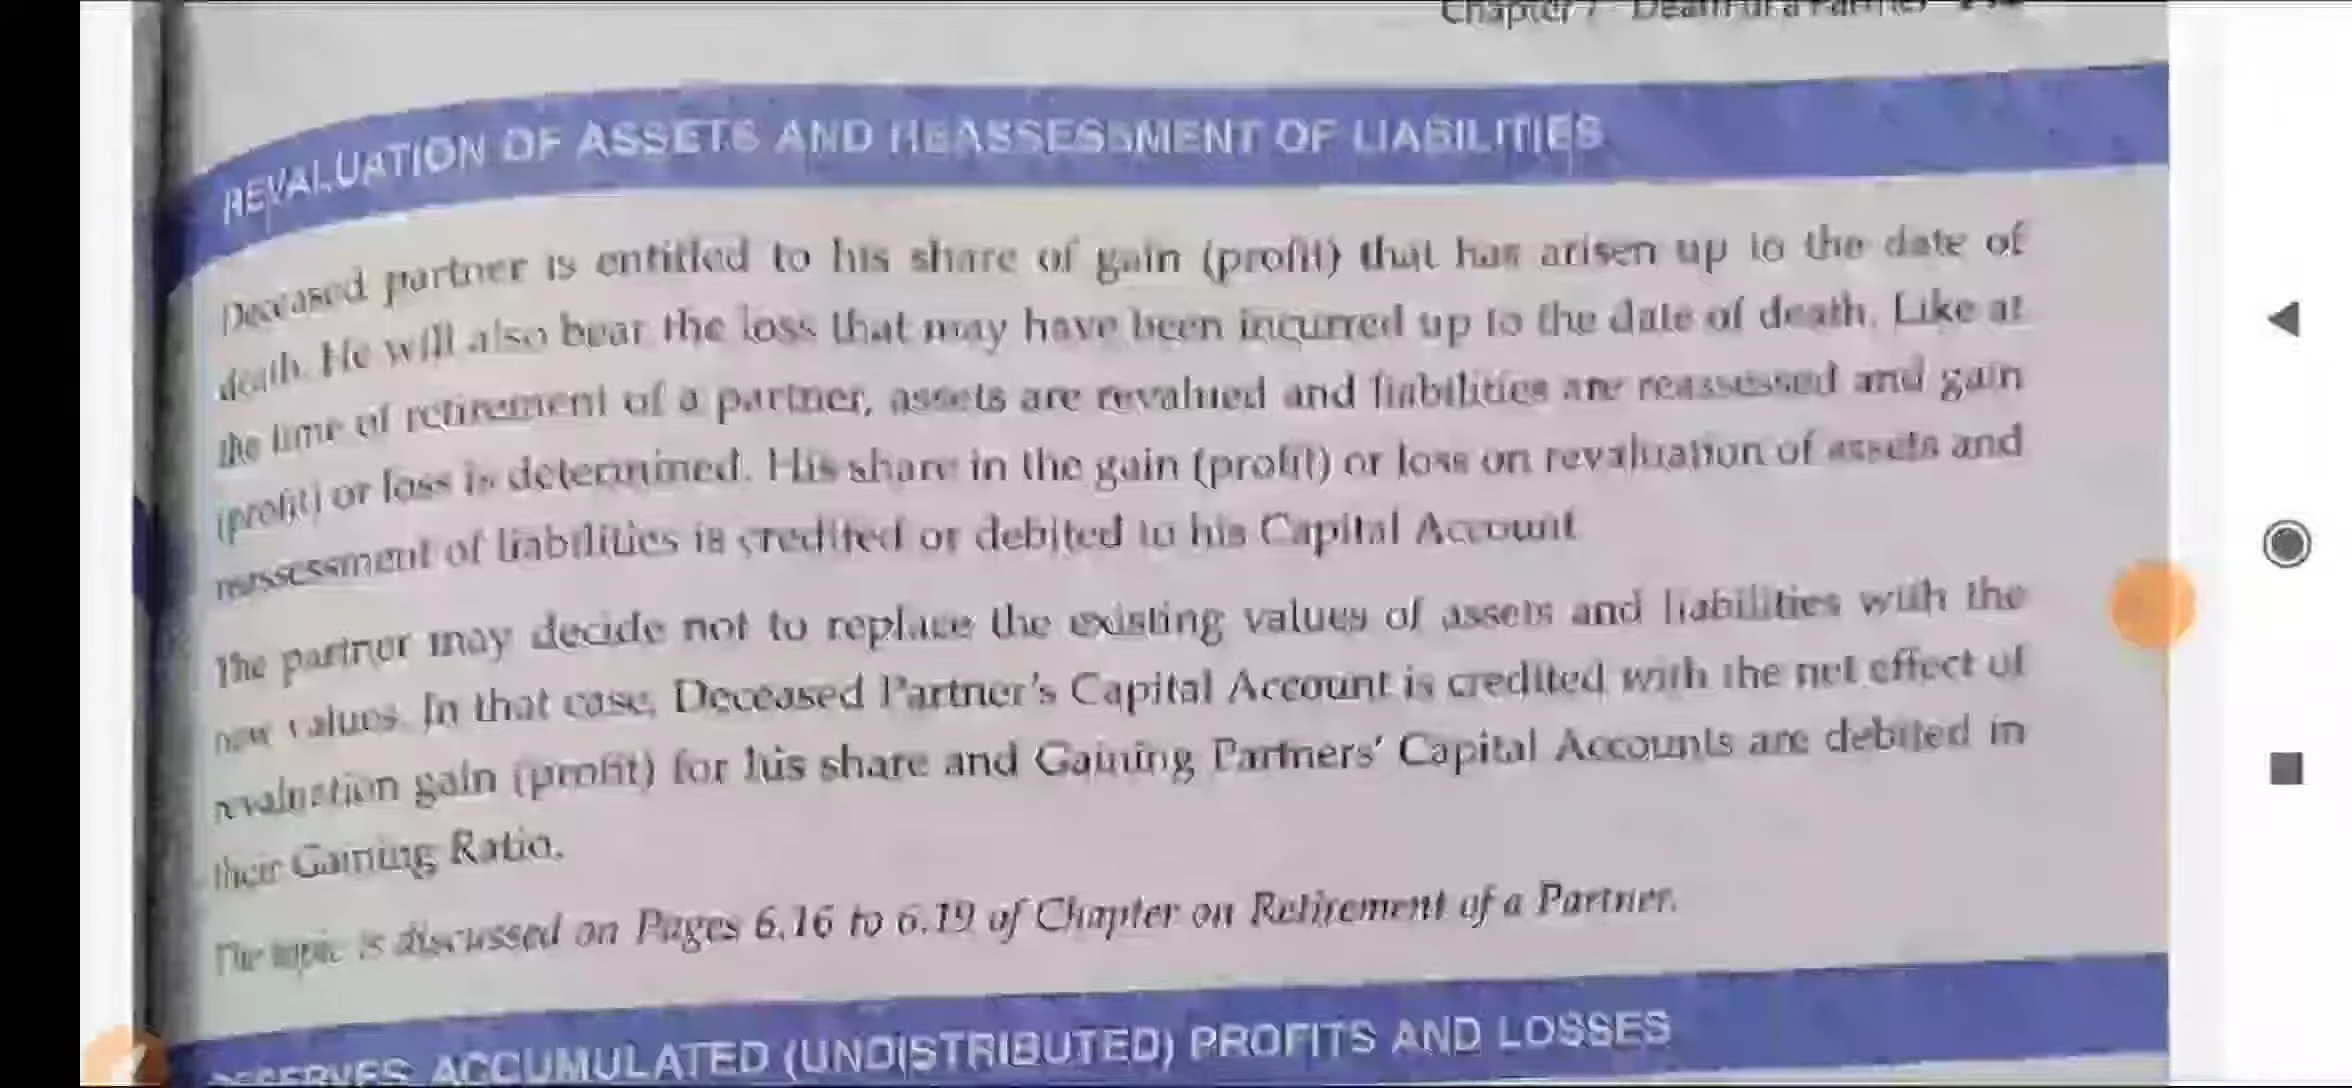 Chapter 7 Death of a Partner
REVALUATION OF ASSETS AND REASSESSMENT OF LIABILITIES
Deceased partner is entitled to his share of gain (profit) that has arisen up to the date of
death. He will also bear the loss that may have been incurred up to the date of death. Like at
the time of retirement of a partner, assets are revalued and liabilities are reassessed and gain
(profit) or loss is determined. His share in the gain (profit) or loss on revaluation of assets and
reassessment of liabilities is credited or debited to his Capital Account.
The partner may decide not to replace the existing values of assets and liabilities with the
new values. In that case, Deceased Partner's Capital Account is credited with the net effect of
revaluation gain (profit) for his share and Gaining Partners' Capital Accounts are debited in
their Gaining Ratio.
The topic is discussed on Pages 6.16 to 6.19 of Chapter on Retirement of a Partner.
RESERVES, ACCUMULATED (UNDISTRIBUTED) PROFITS AND LOSSES